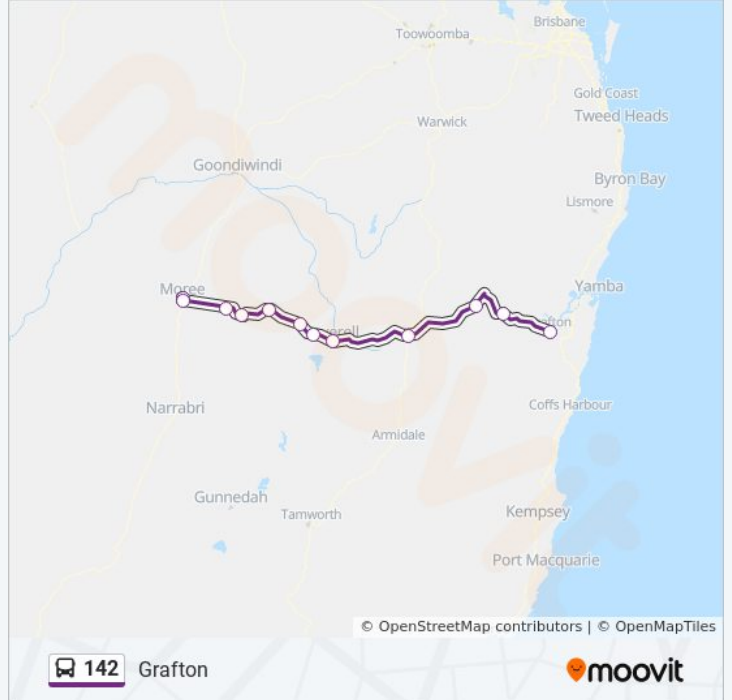 Brisbane
Toowoomba
Gold Coast
Warwick
Tweed Heads
Goondiwindi
Byron Bay
Lismore
Moree
Yamba
Narrabri
Coffs Harbour
Armidale
Gunnedah
Tamworth
Kempsey
Port Macquarie
moovit
© OpenStreetMap contributors | © OpenMapTiles
142 Grafton
moovit